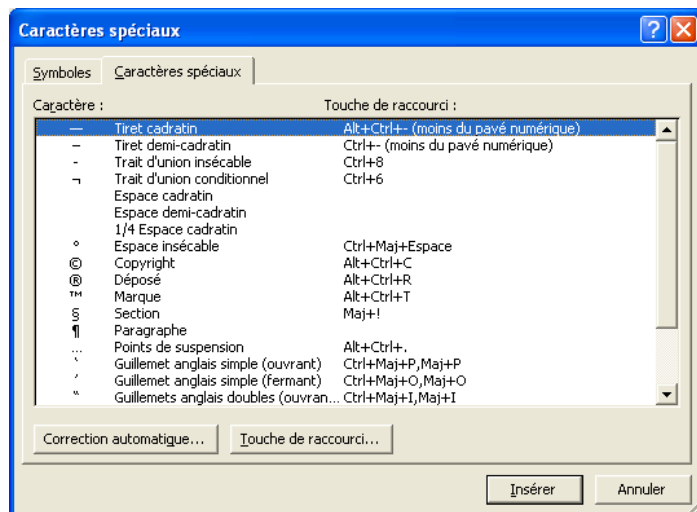 Caractères spéciaux
Symboles Caractères spéciaux
Caractère : Touche de raccourci :
— Tiret cadratin Alt+Ctrl+- (moins du pavé numérique)
– Tiret demi-cadratin Ctrl+- (moins du pavé numérique)
- Trait d'union insécable Ctrl+8
¬ Trait d'union conditionnel Ctrl+6
Espace cadratin
Espace demi-cadratin
1/4 Espace cadratin
° Espace insécable Ctrl+Maj+Espace
© Copyright Alt+Ctrl+C
® Déposé Alt+Ctrl+R
™ Marque Alt+Ctrl+T
§ Section Maj+!
¶ Paragraphe
… Points de suspension Alt+Ctrl+.
‘ Guillemet anglais simple (ouvrant) Ctrl+Maj+P,Maj+P
’ Guillemet anglais simple (fermant) Ctrl+Maj+O,Maj+O
“ Guillemets anglais doubles (ouvran... Ctrl+Maj+I,Maj+I
Correction automatique... Touche de raccourci...
Insérer Annuler